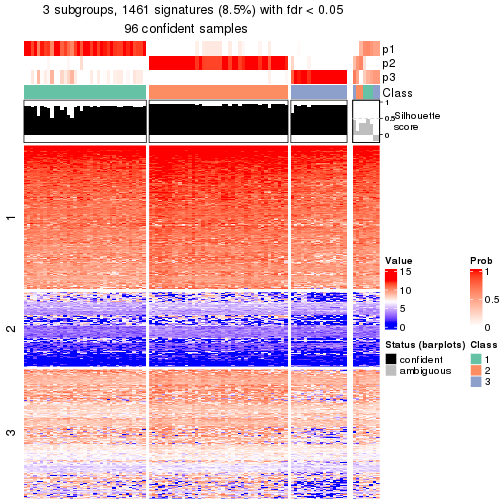 3 subgroups, 1461 signatures (8.5%) with fdr < 0.05
96 confident samples
p1
p2
p3
Class
1
0.5
0
Silhouette
score
1
2
3
Value
15
10
5
0
Prob
1
0.5
0
Status (barplots)
confident
ambiguous
Class
1
2
3